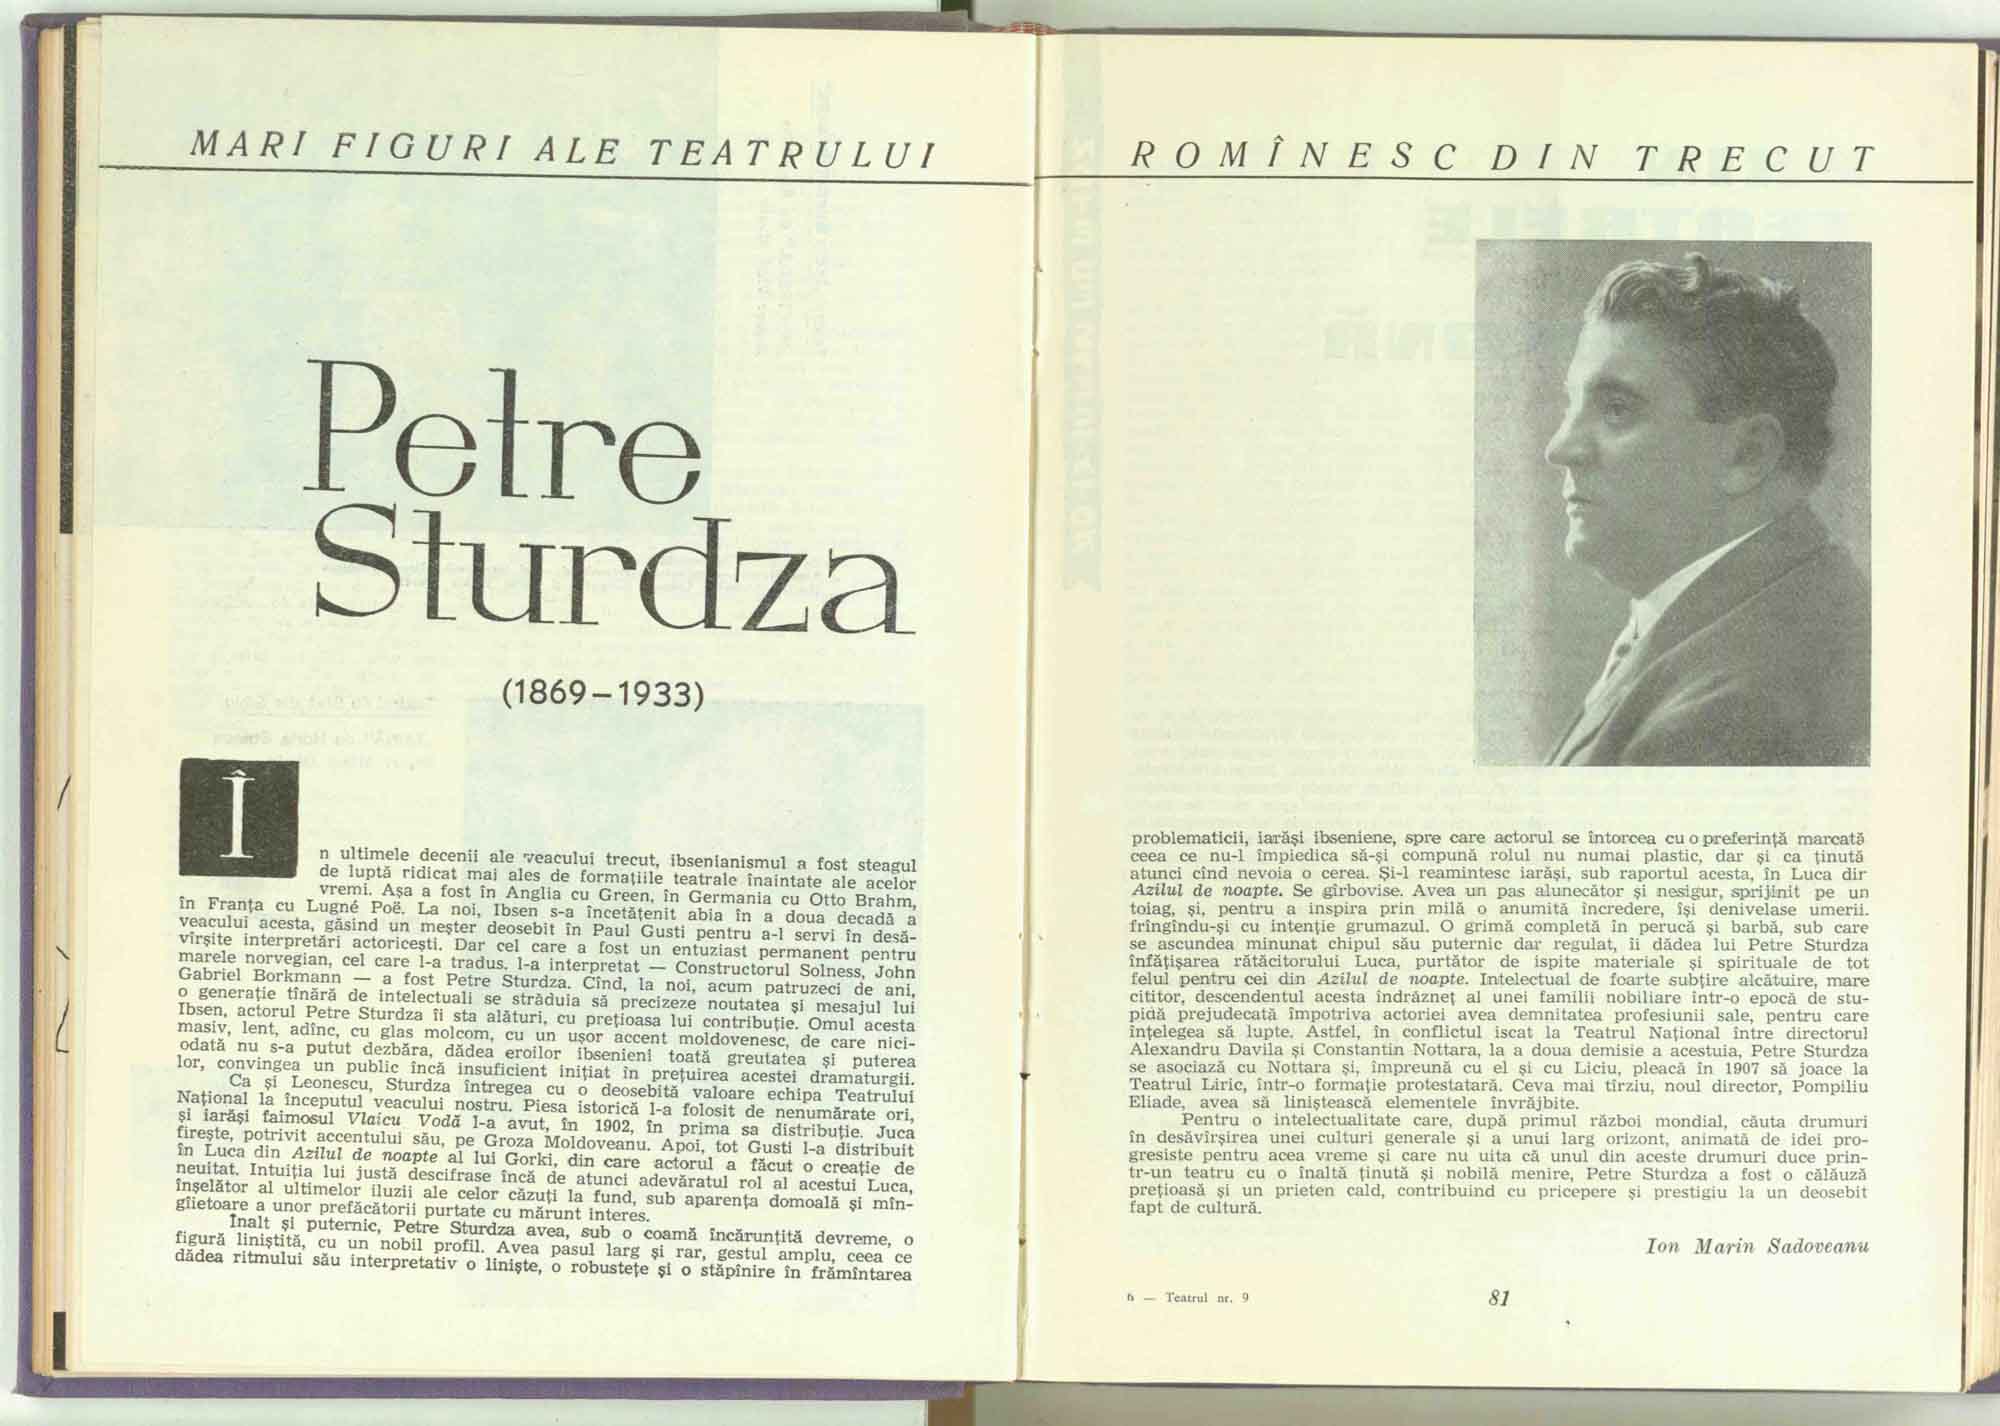 MARI FIGURI ALE TEATRULUI
Petre
Sturdza
(1869–1933)
În ultimele decenii ale veacului trecut, ibsenianismul a fost steagul
de luptă ridicat mai ales de formațiile teatrale înaintate ale acelor
vremi. Așa a fost în Anglia cu Green, în Germania cu Otto Brahm,
în Franța cu Lugné Poë. La noi, Ibsen s-a încetățenit abia în a doua decadă a
veacului acesta, găsind un meșter deosebit în Paul Gusti pentru a-l servi în desă-
vîrșite interpretări actoricești. Dar cel care a fost un entuziast permanent pentru
marele norvegian, cel care l-a tradus, l-a interpretat — Constructorul Solness, John
Gabriel Borkmann — a fost Petre Sturdza. Cînd, la noi, acum patruzeci de ani,
o generație tînără de intelectuali se străduia să precizeze noutatea și mesajul lui
Ibsen, actorul Petre Sturdza îi sta alături, cu prețioasa lui contribuție. Omul acesta
masiv, lent, adînc, cu glas molcom, cu un ușor accent moldovenesc, de care nici-
odată nu s-a putut dezbăra, dădea eroilor ibsenieni toată greutatea și puterea
lor, convingea un public încă insuficient inițiat în prețuirea acestei dramaturgii.
Ca și Leonescu, Sturdza întregea cu o deosebită valoare echipa Teatrului
Național la începutul veacului nostru. Piesa istorică l-a folosit de nenumărate ori,
și iarăși faimosul Vlaicu Vodă l-a avut, în 1902, în prima sa distribuție. Juca
firește, potrivit accentului său, pe Groza Moldoveanu. Apoi, tot Gusti l-a distribuit
în Luca din Azilul de noapte al lui Gorki, din care actorul a făcut o creație de
neuitat. Intuiția lui justă descifrase încă de atunci adevăratul rol al acestui Luca,
înșelător al ultimelor iluzii ale celor căzuți la fund, sub aparența domoală și mîn-
gîietoare a unor prefăcătorii purtate cu mărunt interes.
Înalt și puternic, Petre Sturdza avea, sub o coamă încărunțită devreme, o
figură liniștită, cu un nobil profil. Avea pasul larg și rar, gestul amplu, ceea ce
dădea ritmului său interpretativ o liniște, o robustețe și o stăpînire în frămîntarea
ROMÎNESC DIN TRECUT
problematicii, iarăși ibseniene, spre care actorul se întorcea cu o preferință marcată
ceea ce nu-l împiedica să-și compună rolul nu numai plastic, dar și ca ținută
atunci cînd nevoia o cerea. Și-l reamintesc iarăși, sub raportul acesta, în Luca dir
Azilul de noapte. Se gîrbovise. Avea un pas alunecător și nesigur, sprijinit pe un
toiag, și, pentru a inspira prin milă o anumită încredere, își denivelase umerii.
frîngîndu-și cu intenție grumazul. O grimă completă în perucă și barbă, sub care
se ascundea minunat chipul său puternic dar regulat, îi dădea lui Petre Sturdza
înfățișarea rătăcitorului Luca, purtător de ispite materiale și spirituale de tot
felul pentru cei din Azilul de noapte. Intelectual de foarte subțire alcătuire, mare
cititor, descendentul acesta îndrăzneț al unei familii nobiliare într-o epocă de stu-
pidă prejudecată împotriva actoriei avea demnitatea profesiunii sale, pentru care
înțelegea să lupte. Astfel, în conflictul iscat la Teatrul Național între directorul
Alexandru Davila și Constantin Nottara, la a doua demisie a acestuia, Petre Sturdza
se asociază cu Nottara și, împreună cu el și cu Liciu, pleacă în 1907 să joace la
Teatrul Liric, într-o formație protestatară. Ceva mai tîrziu, noul director, Pompiliu
Eliade, avea să liniștească elementele învrăjbite.
Pentru o intelectualitate care, după primul război mondial, căuta drumuri
în desăvîrșirea unei culturi generale și a unui larg orizont, animată de idei pro-
gresiste pentru acea vreme și care nu uita că unul din aceste drumuri duce prin-
tr-un teatru cu o înaltă ținută și nobilă menire, Petre Sturdza a fost o călăuză
prețioasă și un prieten cald, contribuind cu pricepere și prestigiu la un deosebit
fapt de cultură.
Ion Marin Sadoveanu
6 — Teatrul nr. 9
81